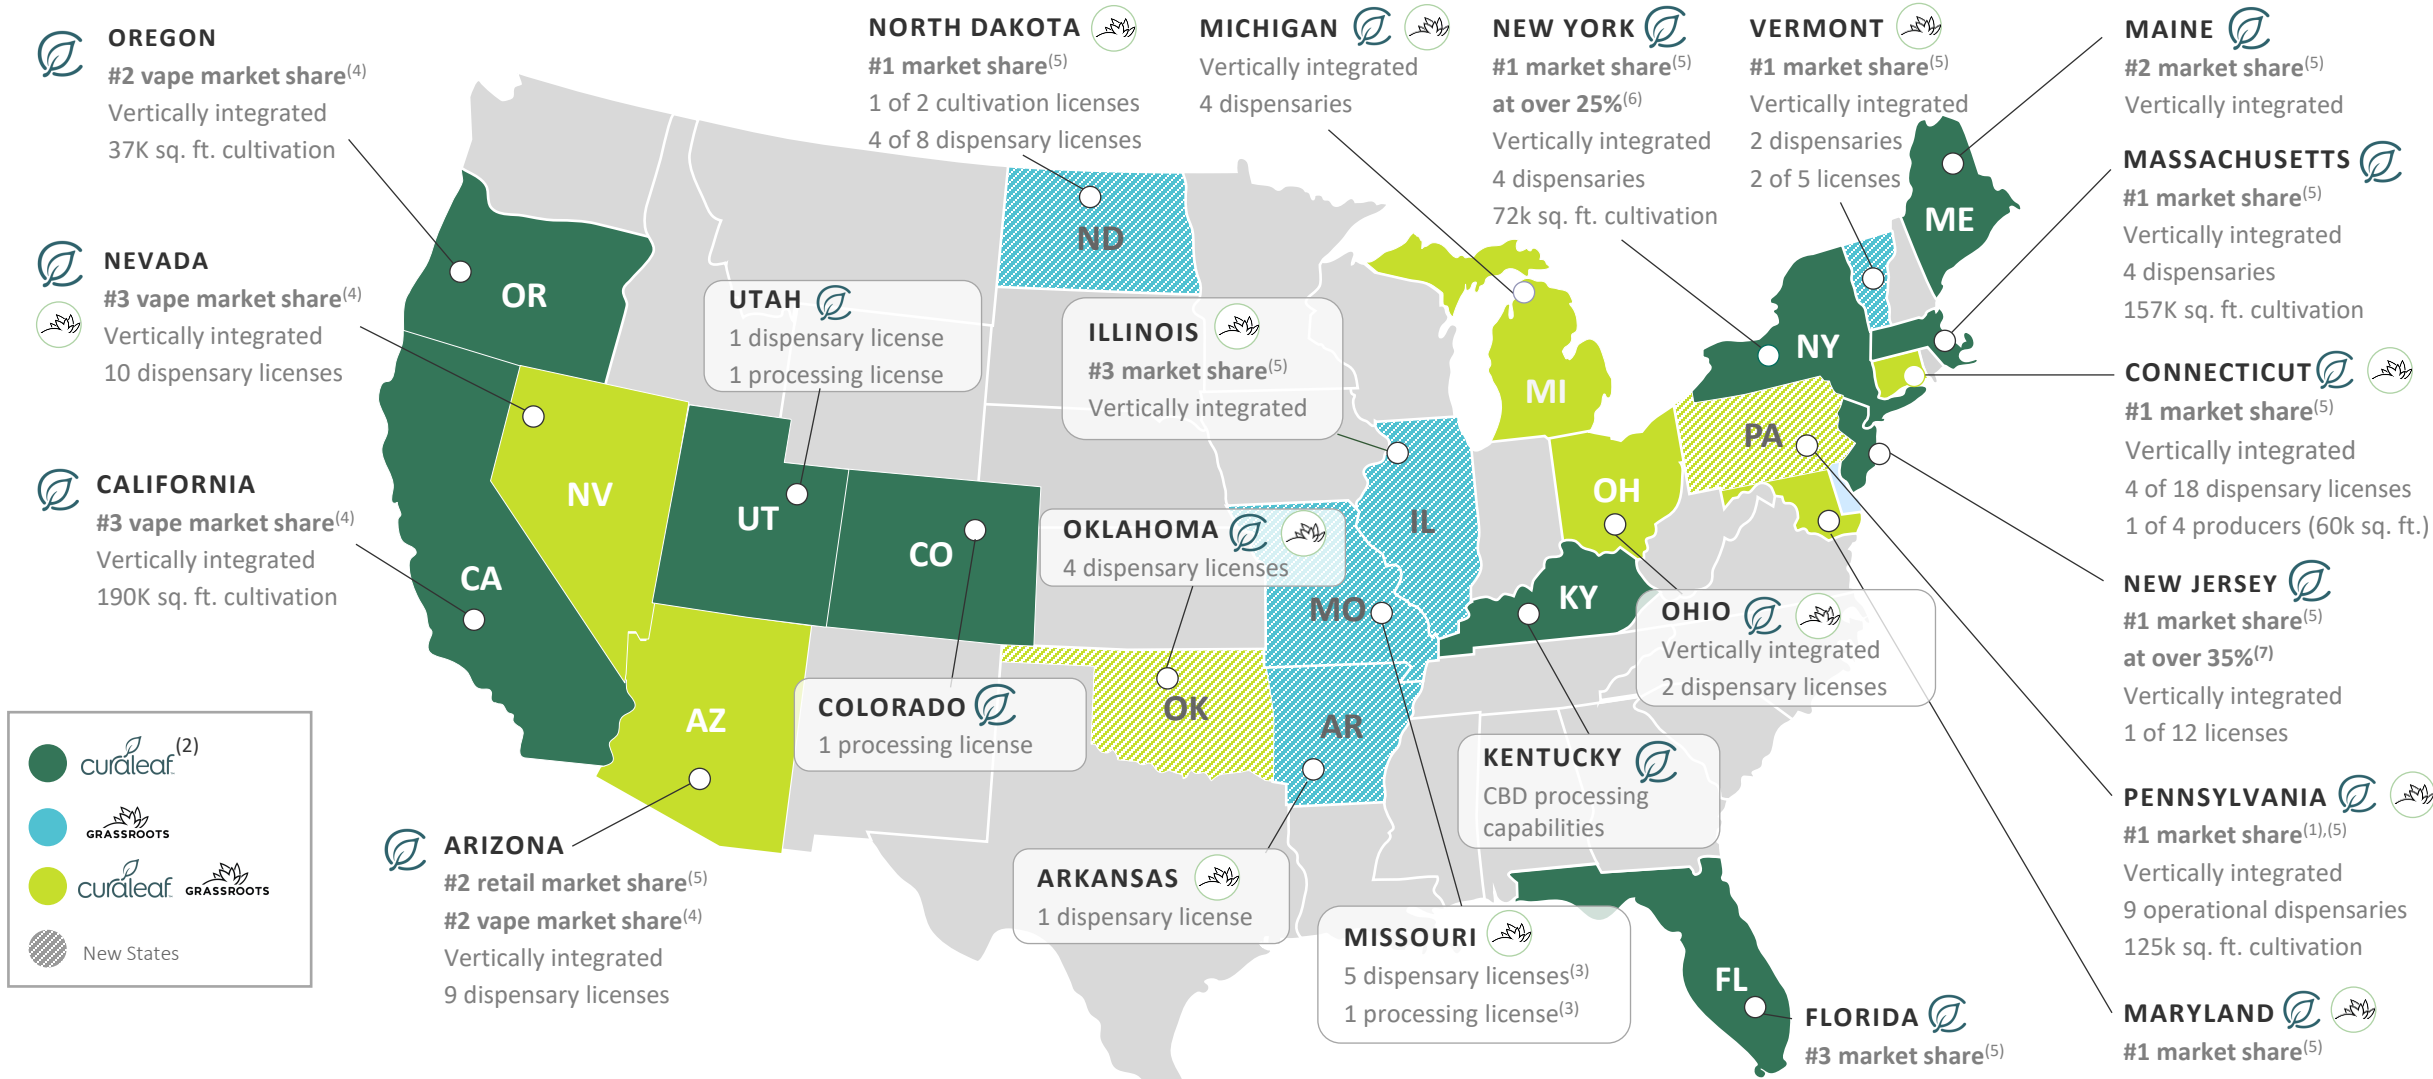 OREGON
#2 vape market share(4)
Vertically integrated
37K sq. ft. cultivation
NEVADA
#3 vape market share(4)
Vertically integrated
10 dispensary licenses
CALIFORNIA
#3 vape market share(4)
Vertically integrated
190K sq. ft. cultivation
NORTH DAKOTA
#1 market share(5)
1 of 2 cultivation licenses
4 of 8 dispensary licenses
MICHIGAN
Vertically integrated
4 dispensaries
NEW YORK
#1 market share(5)
at over 25%(6)
Vertically integrated
4 dispensaries
72k sq. ft. cultivation
VERMONT
#1 market share(5)
Vertically integrated
2 dispensaries
2 of 5 licenses
MAINE
#2 market share(5)
Vertically integrated
MASSACHUSETTS
#1 market share(5)
Vertically integrated
4 dispensaries
157K sq. ft. cultivation
CONNECTICUT
#1 market share(5)
Vertically integrated
4 of 18 dispensary licenses
1 of 4 producers (60k sq. ft.)
NEW JERSEY
#1 market share(5)
at over 35%(7)
Vertically integrated
1 of 12 licenses
PENNSYLVANIA
#1 market share(1),(5)
Vertically integrated
9 operational dispensaries
125k sq. ft. cultivation
MARYLAND
#1 market share(5)
FLORIDA
#3 market share(5)
UTAH
1 dispensary license
1 processing license
ILLINOIS
#3 market share(5)
Vertically integrated
OKLAHOMA
4 dispensary licenses
COLORADO
1 processing license
OHIO
Vertically integrated
2 dispensary licenses
KENTUCKY
CBD processing
capabilities
ARKANSAS
1 dispensary license
MISSOURI
5 dispensary licenses(3)
1 processing license(3)
ARIZONA
#2 retail market share(5)
#2 vape market share(4)
Vertically integrated
9 dispensary licenses
OR
ND
ME
NY
MI
PA
NV
UT
CO
CA
OH
IL
KY
MO
AZ
OK
AR
FL
curaleaf(2)
GRASSROOTS
curaleaf GRASSROOTS
New States